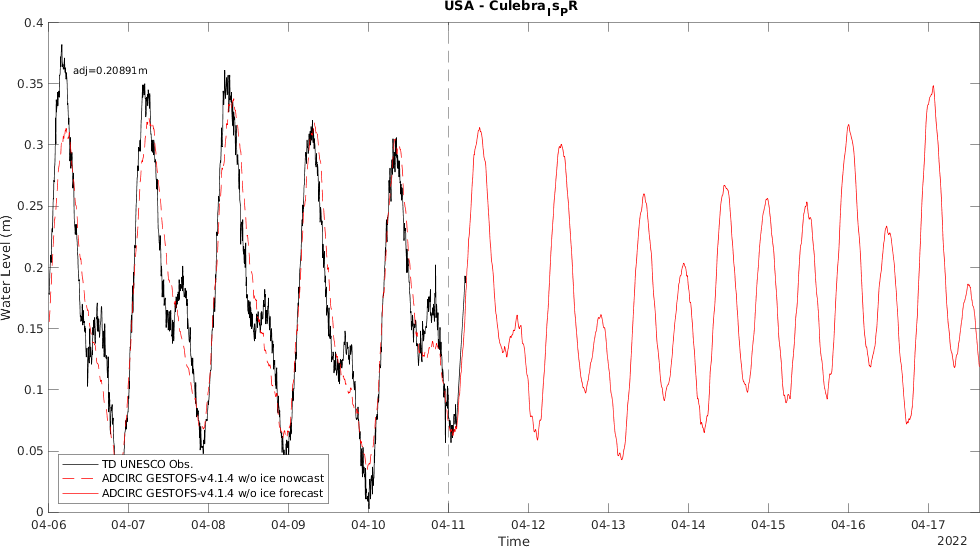 USA - Culebra_Is_PR
0.4
0.35
0.3
0.25
0.2
0.15
0.1
0.05
0
Water Level (m)
adj=0.20891m
TD UNESCO Obs.
ADCIRC GESTOFS-v4.1.4 w/o ice nowcast
ADCIRC GESTOFS-v4.1.4 w/o ice forecast
04-06 04-07 04-08 04-09 04-10 04-11 04-12 04-13 04-14 04-15 04-16 04-17
Time
2022